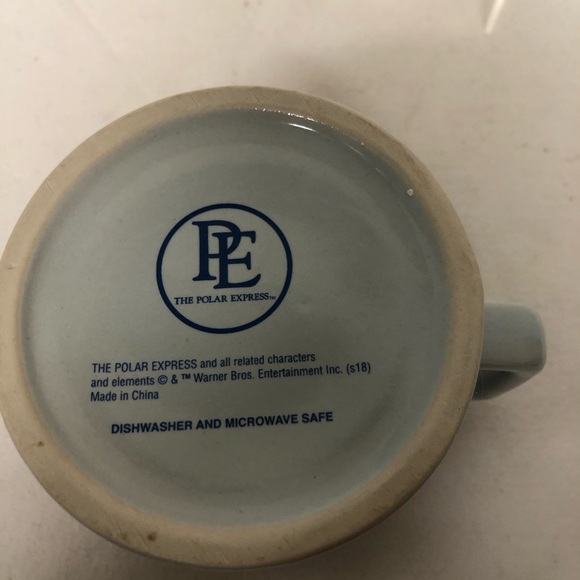 PE
THE POLAR EXPRESS™
THE POLAR EXPRESS and all related characters
and elements © & ™ Warner Bros. Entertainment Inc. (s18)
Made in China
DISHWASHER AND MICROWAVE SAFE